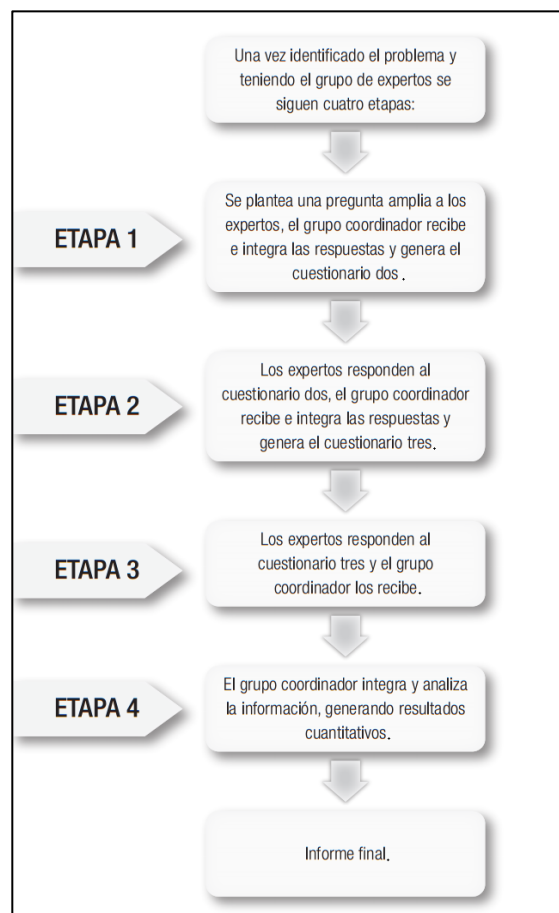 Una vez identificado el problema y
teniendo el grupo de expertos se
siguen cuatro etapas:
ETAPA 1
Se plantea una pregunta amplia a los
expertos, el grupo coordinador recibe
e integra las respuestas y genera el
cuestionario dos .
ETAPA 2
Los expertos responden al
cuestionario dos, el grupo coordinador
recibe e integra las respuestas y
genera el cuestionario tres.
ETAPA 3
Los expertos responden al
cuestionario tres y el grupo
coordinador los recibe.
ETAPA 4
El grupo coordinador integra y analiza
la información, generando resultados
cuantitativos.
Informe final.